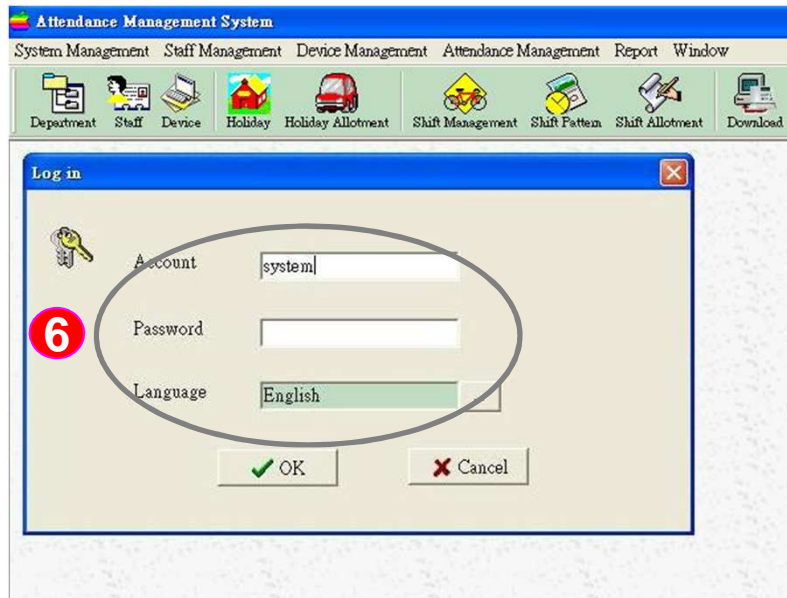 Attendance Management System
System Management Staff Management Device Management Attendance Management Report Window
Department Staff Device Holiday Holiday Allotment Shift Management Shift Pattern Shift Allotment Download
Log in
Account system
6 Password
Language English
OK Cancel